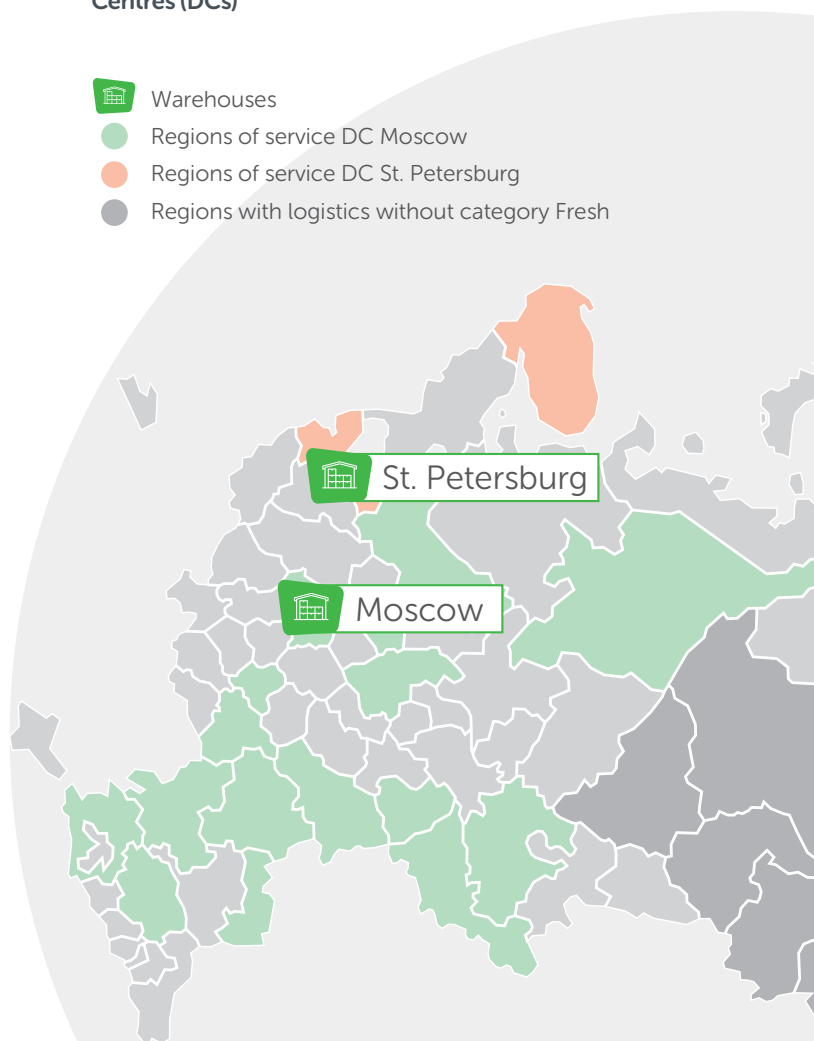 Centres (DCs)
Warehouses
Regions of service DC Moscow
Regions of service DC St. Petersburg
Regions with logistics without category Fresh
St. Petersburg
Moscow